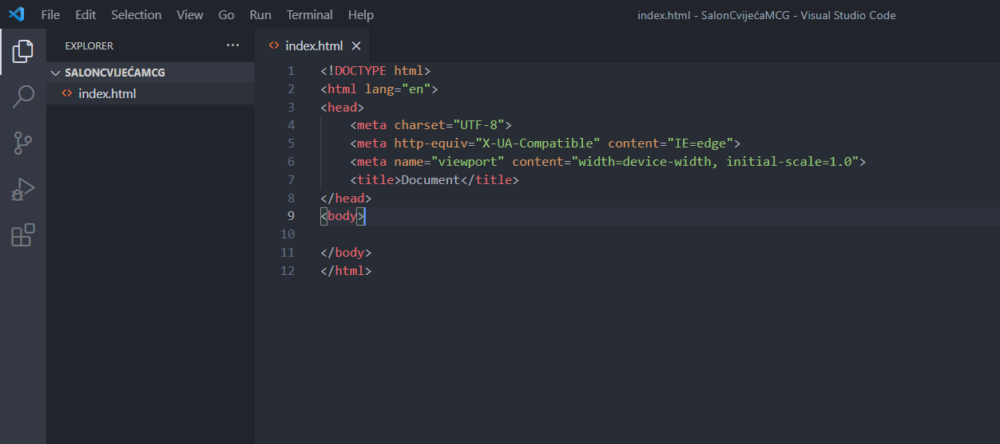 File Edit Selection View Go Run Terminal Help index.html - SalonCvijećaMCG - Visual Studio Code
EXPLORER ···
SALONCVIJEĆAMCG
<> index.html
<> index.html ×
1 <!DOCTYPE html>
2 <html lang="en">
3 <head>
4     <meta charset="UTF-8">
5     <meta http-equiv="X-UA-Compatible" content="IE=edge">
6     <meta name="viewport" content="width=device-width, initial-scale=1.0">
7     <title>Document</title>
8 </head>
9 <body>
10
11 </body>
12 </html>